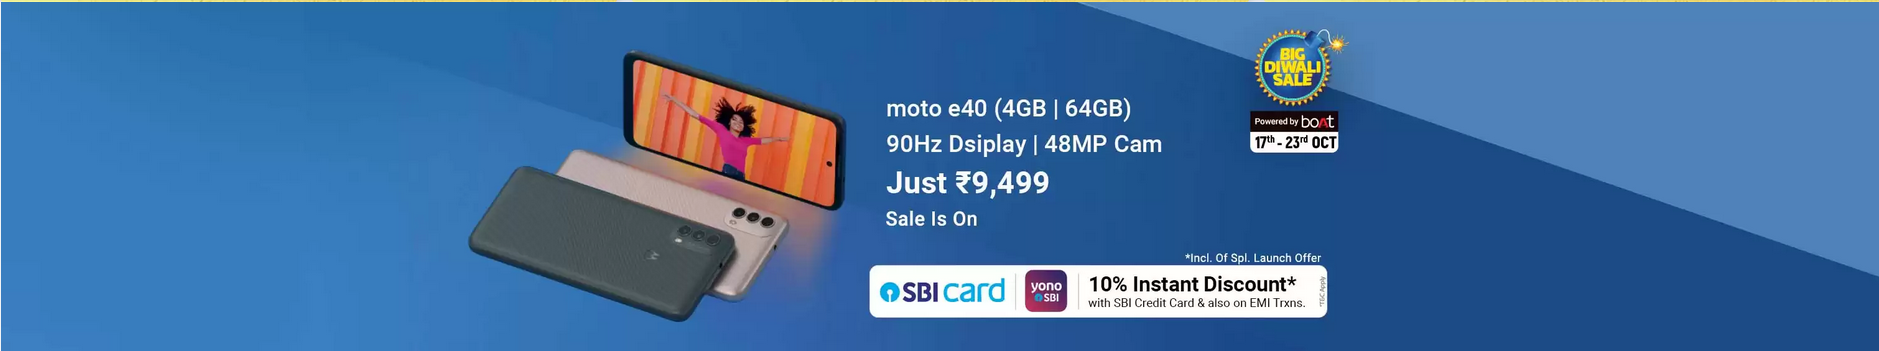 BIG
DIWALI
SALE
Powered by boAt
17th - 23rd OCT
moto e40 (4GB | 64GB)
90Hz Dsiplay | 48MP Cam
Just ₹9,499
Sale Is On
*Incl. Of Spl. Launch Offer
SBI card
yono
SBI
10% Instant Discount*
with SBI Credit Card & also on EMI Trxns.
*T&C Apply